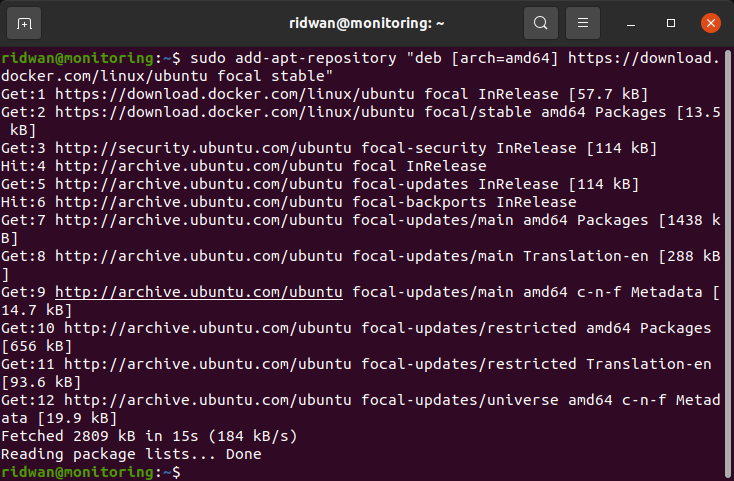 ridwan@monitoring: ~
ridwan@monitoring:~$ sudo add-apt-repository "deb [arch=amd64] https://download.
docker.com/linux/ubuntu focal stable"
Get:1 https://download.docker.com/linux/ubuntu focal InRelease [57.7 kB]
Get:2 https://download.docker.com/linux/ubuntu focal/stable amd64 Packages [13.5
 kB]
Get:3 http://security.ubuntu.com/ubuntu focal-security InRelease [114 kB]
Hit:4 http://archive.ubuntu.com/ubuntu focal InRelease
Get:5 http://archive.ubuntu.com/ubuntu focal-updates InRelease [114 kB]
Hit:6 http://archive.ubuntu.com/ubuntu focal-backports InRelease
Get:7 http://archive.ubuntu.com/ubuntu focal-updates/main amd64 Packages [1438 k
B]
Get:8 http://archive.ubuntu.com/ubuntu focal-updates/main Translation-en [288 kB
]
Get:9 http://archive.ubuntu.com/ubuntu focal-updates/main amd64 c-n-f Metadata [
14.7 kB]
Get:10 http://archive.ubuntu.com/ubuntu focal-updates/restricted amd64 Packages
[656 kB]
Get:11 http://archive.ubuntu.com/ubuntu focal-updates/restricted Translation-en
[93.6 kB]
Get:12 http://archive.ubuntu.com/ubuntu focal-updates/universe amd64 c-n-f Metad
ata [19.9 kB]
Fetched 2809 kB in 15s (184 kB/s)
Reading package lists... Done
ridwan@monitoring:~$